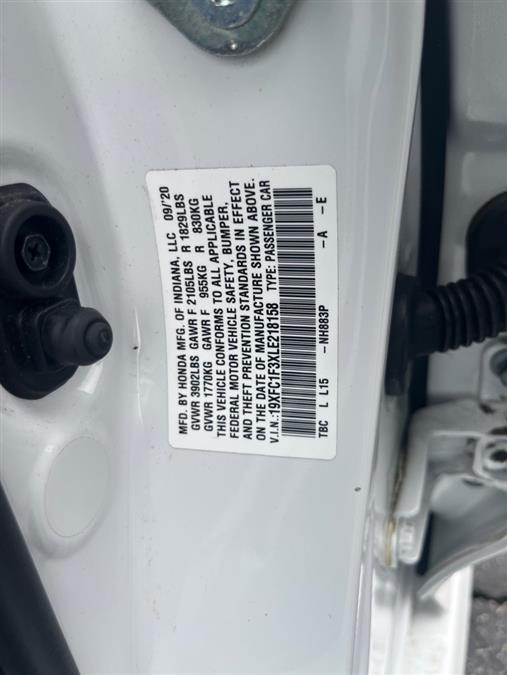 MFD. BY HONDA MFG. OF INDIANA, LLC 09/'20
GVWR 3902LBS GAWR F 2105LBS R 1829LBS
GVWR 1770KG GAWR F 955KG R 830KG
THIS VEHICLE CONFORMS TO ALL APPLICABLE
FEDERAL MOTOR VEHICLE SAFETY, BUMPER,
AND THEFT PREVENTION STANDARDS IN EFFECT
ON THE DATE OF MANUFACTURE SHOWN ABOVE.
V.I.N.:19XFC1F3XLE218158 TYPE: PASSENGER CAR
TBC L L15 -NH883P -A -E